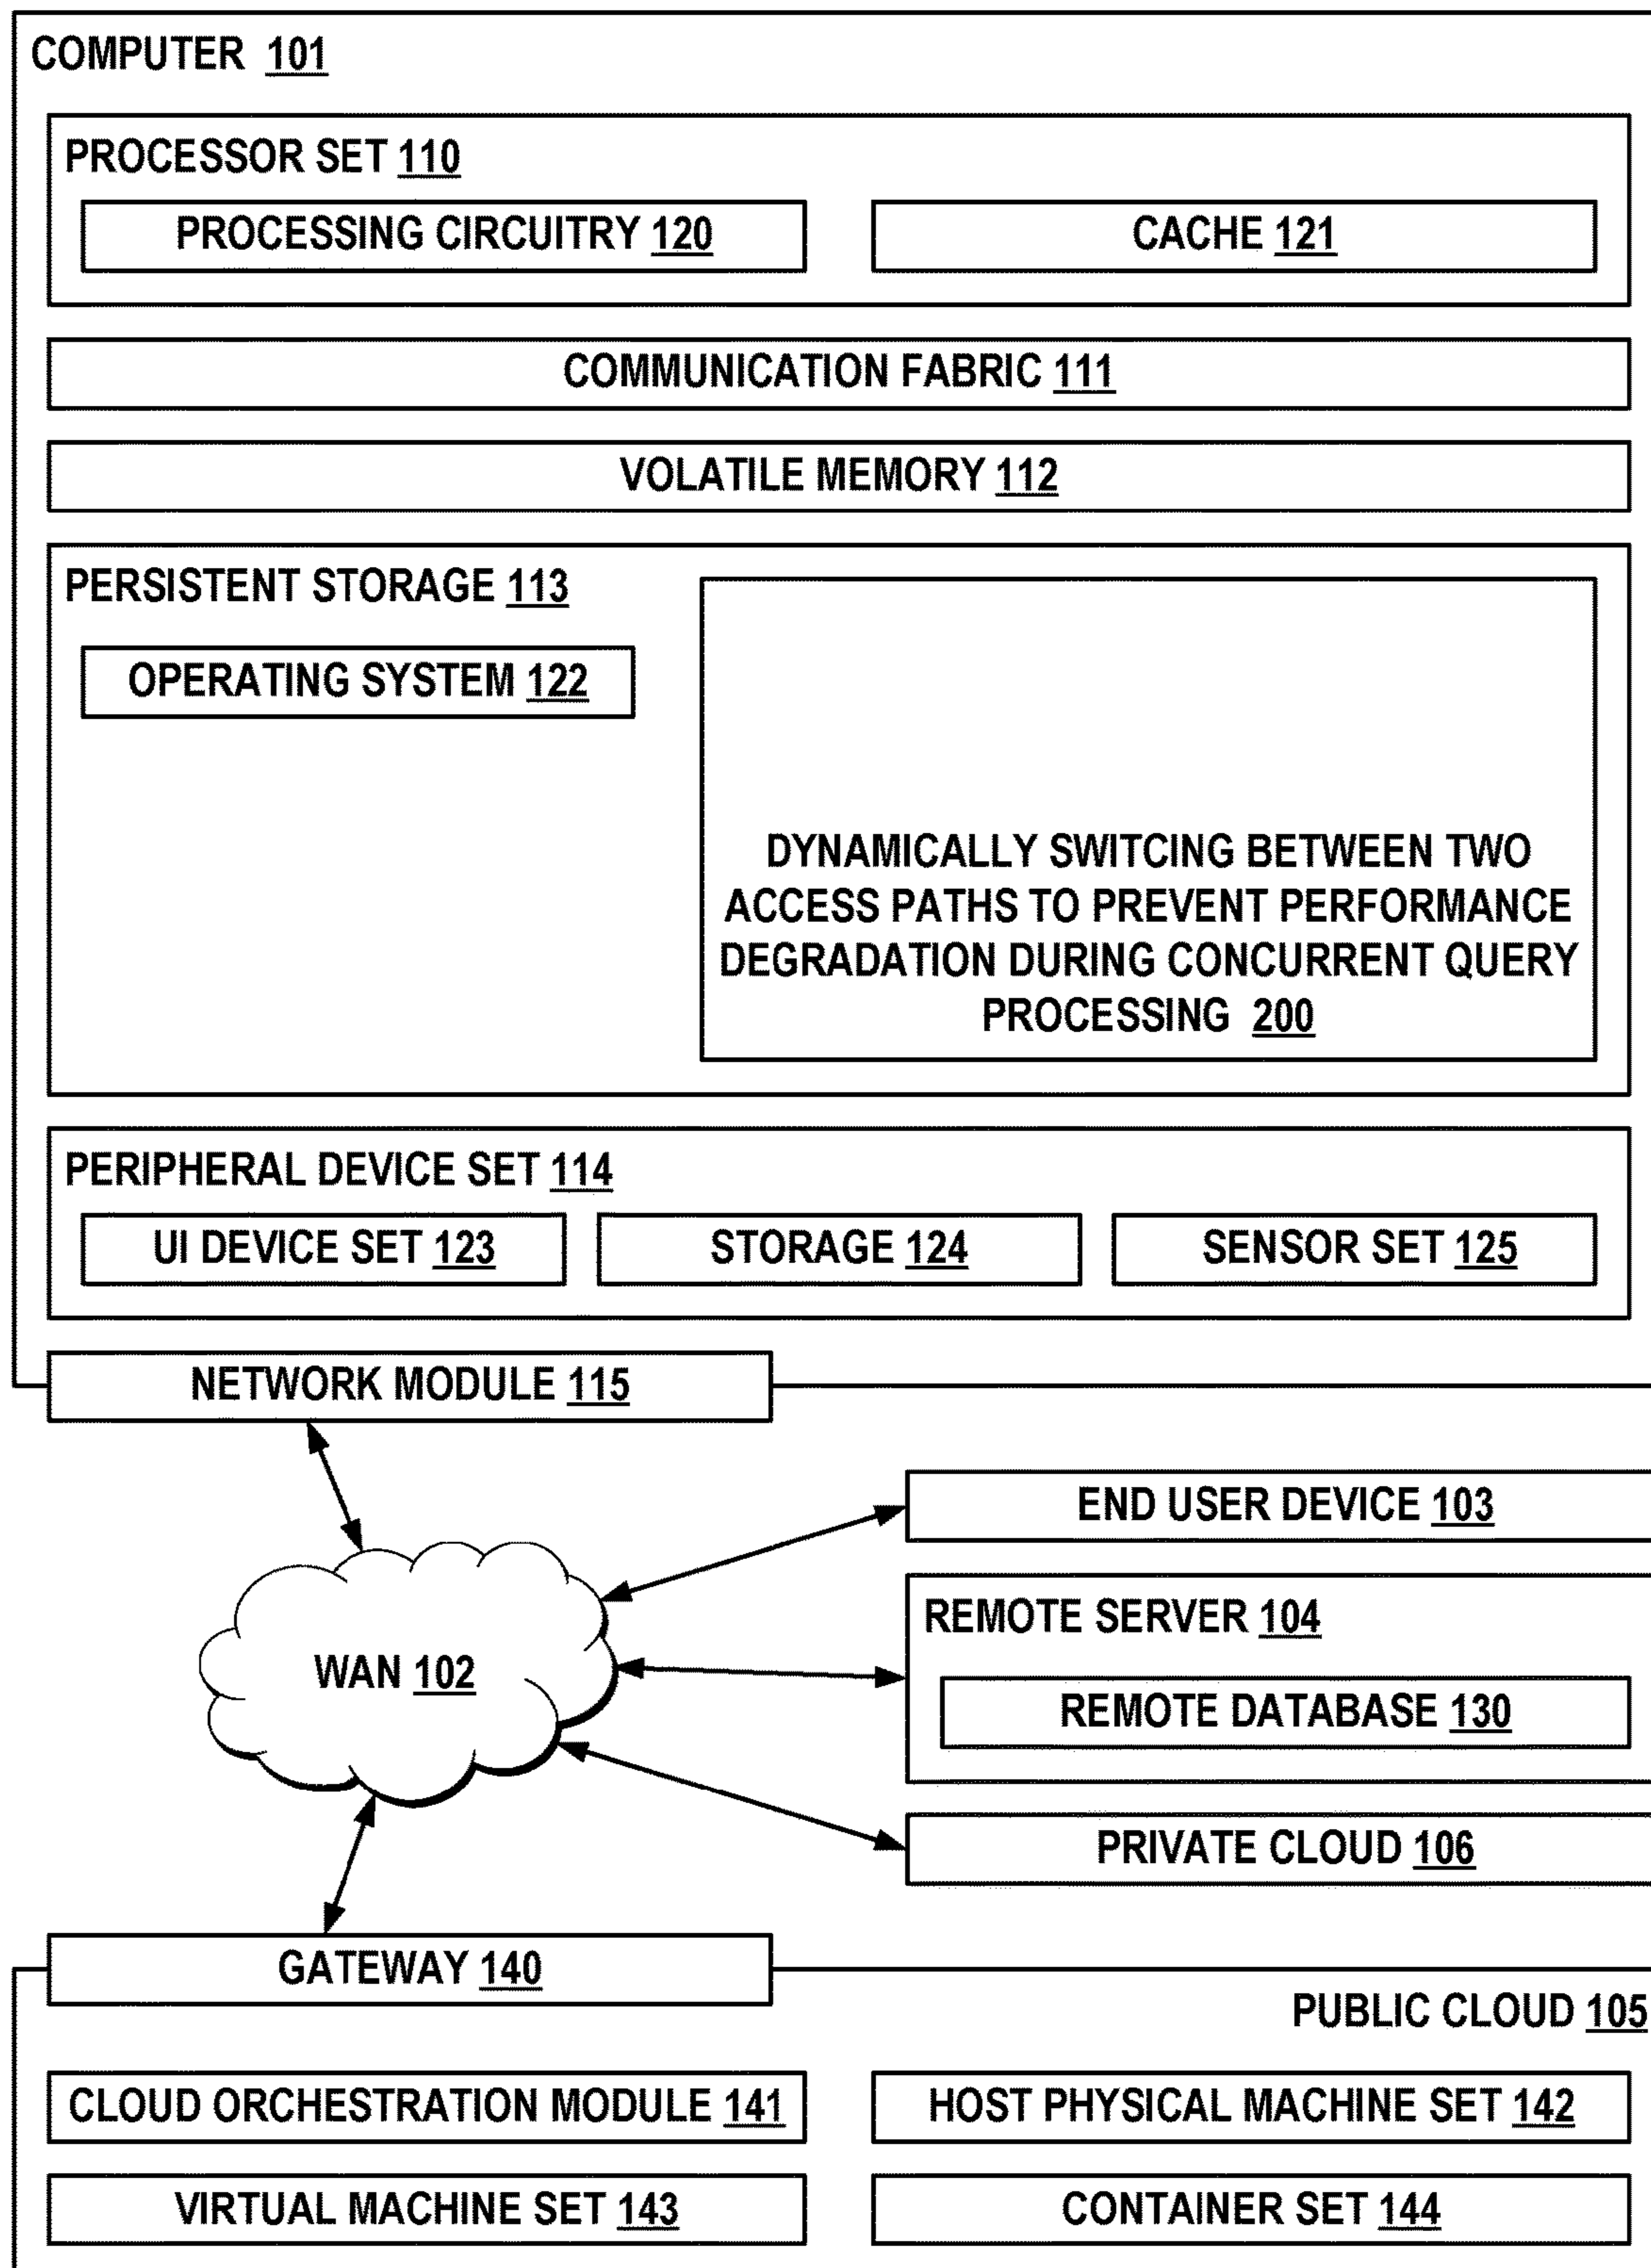 COMPUTER 101
PROCESSOR SET 110
PROCESSING CIRCUITRY 120
CACHE 121
COMMUNICATION FABRIC 111
VOLATILE MEMORY 112
PERSISTENT STORAGE 113
OPERATING SYSTEM 122
DYNAMICALLY SWITCING BETWEEN TWO
ACCESS PATHS TO PREVENT PERFORMANCE
DEGRADATION DURING CONCURRENT QUERY
PROCESSING 200
PERIPHERAL DEVICE SET 114
UI DEVICE SET 123
STORAGE 124
SENSOR SET 125
NETWORK MODULE 115
END USER DEVICE 103
REMOTE SERVER 104
WAN 102
REMOTE DATABASE 130
PRIVATE CLOUD 106
GATEWAY 140
PUBLIC CLOUD 105
CLOUD ORCHESTRATION MODULE 141
HOST PHYSICAL MACHINE SET 142
VIRTUAL MACHINE SET 143
CONTAINER SET 144